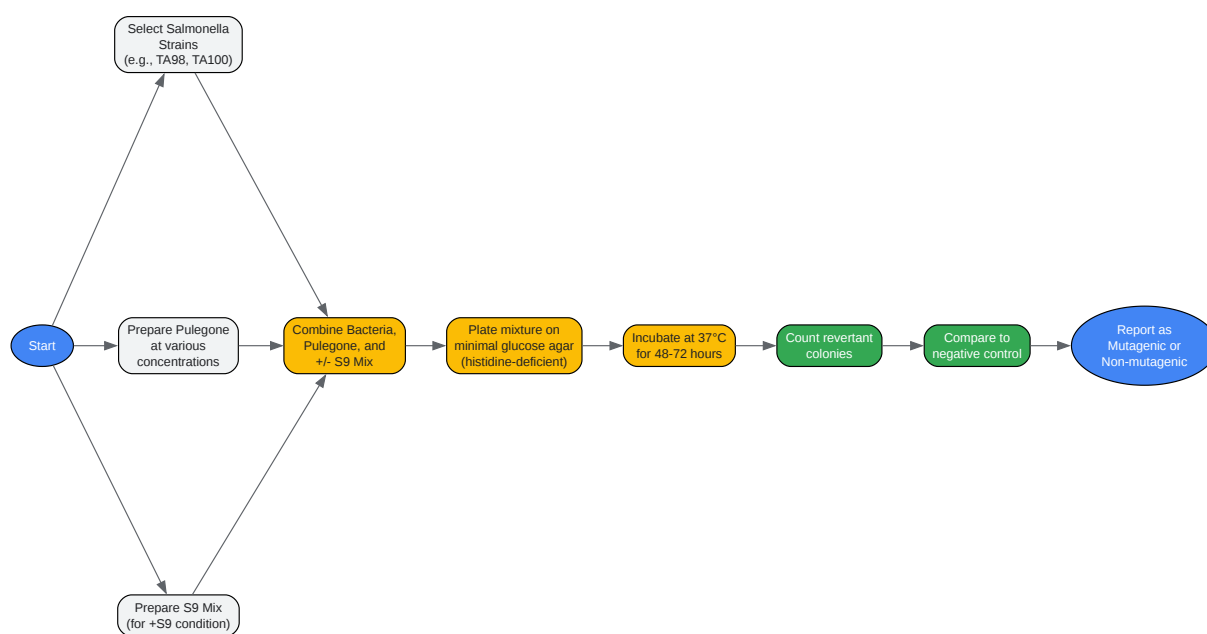 Select Salmonella
Strains
(e.g., TA98, TA100)
Start
Prepare Pulegone
at various
concentrations
Combine Bacteria,
Pulegone, and
+/- S9 Mix
Plate mixture on
minimal glucose agar
(histidine-deficient)
Incubate at 37°C
for 48-72 hours
Count revertant
colonies
Compare to
negative control
Report as
Mutagenic or
Non-mutagenic
Prepare S9 Mix
(for +S9 condition)